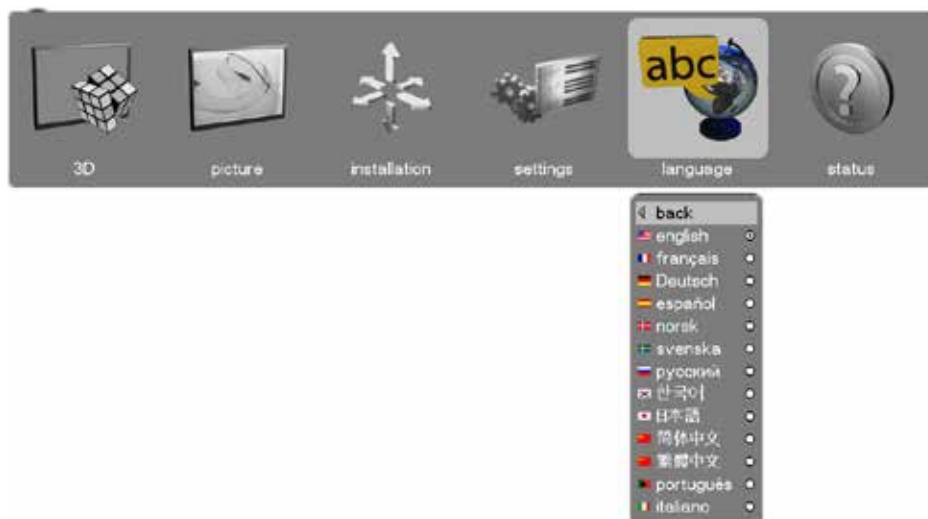 abc
3D
picture
installation
settings
language
status
back
english
français
Deutsch
español
norsk
svenska
русский
한국어
日本語
简体中文
繁體中文
português
italiano